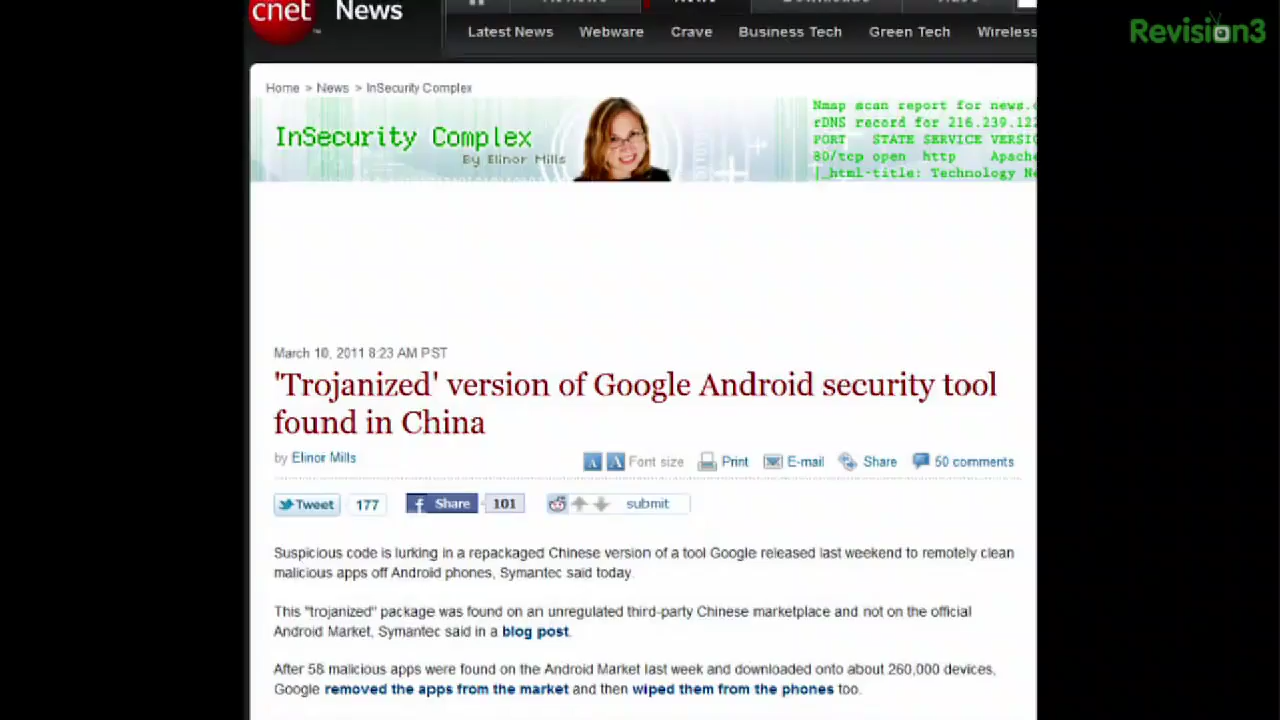 cnet News
Revision3
Latest News Webware Crave Business Tech Green Tech Wireless
Home > News > InSecurity Complex
InSecurity Complex
By Elinor Mills
Nmap scan report for news.
rDNS record for 216.239.122
PORT STATE SERVICE VERSIO
80/tcp open http Apache
|_html-title: Technology Ne
March 10, 2011 8:23 AM PST
'Trojanized' version of Google Android security tool
found in China
by Elinor Mills
A A Font size Print E-mail Share 50 comments
Tweet 177 f Share 101 submit
Suspicious code is lurking in a repackaged Chinese version of a tool Google released last weekend to remotely clean
malicious apps off Android phones, Symantec said today.
This "trojanized" package was found on an unregulated third-party Chinese marketplace and not on the official
Android Market, Symantec said in a blog post.
After 58 malicious apps were found on the Android Market last week and downloaded onto about 260,000 devices,
Google removed the apps from the market and then wiped them from the phones too.